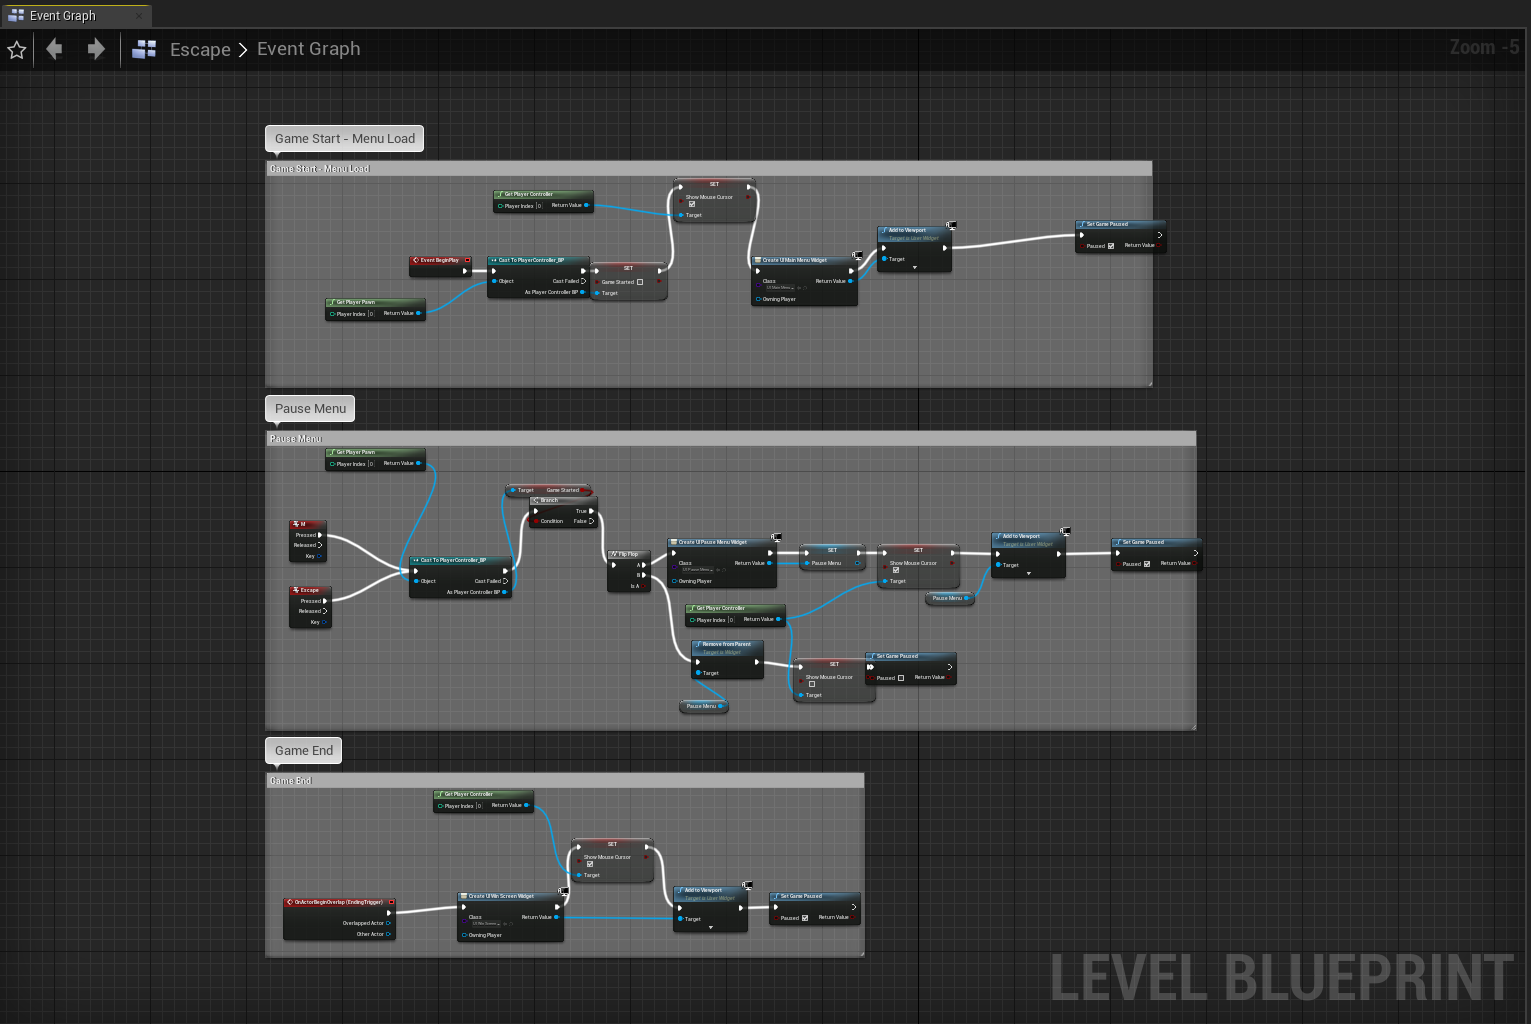 Event Graph
Escape > Event Graph
Zoom -5
Game Start - Menu Load
Game Start - Menu Load
Get Player Controller
Player Index 0 Return Value
SET
Show Mouse Cursor
Target
Event BeginPlay
Cast To PlayerController_BP
Object Cast Failed
As Player Controller BP
SET
Game Started
Target
Get Player Pawn
Player Index 0 Return Value
Create UI Main Menu Widget
Class Return Value
Owning Player
Add to Viewport
Target is User Widget
Target
Set Game Paused
Paused Return Value
Pause Menu
Pause Menu
Get Player Pawn
Player Index 0 Return Value
M
Pressed
Released
Key
Escape
Pressed
Released
Key
Cast To PlayerController_BP
Object Cast Failed
As Player Controller BP
Target Game Started
Branch
True
Condition False
Flip Flop
A
B
Is A
Create UI Pause Menu Widget
Class Return Value
Owning Player
SET
Pause Menu
SET
Show Mouse Cursor
Target
Pause Menu
Add to Viewport
Target is User Widget
Target
Set Game Paused
Paused Return Value
Get Player Controller
Player Index 0 Return Value
Remove from Parent
Target is Widget
Target
Pause Menu
SET
Show Mouse Cursor
Target
Set Game Paused
Paused Return Value
Game End
Game End
Get Player Controller
Player Index 0 Return Value
SET
Show Mouse Cursor
Target
OnActorBeginOverlap (EndingTrigger)
Overlapped Actor
Other Actor
Create UI Win Screen Widget
Class Return Value
Owning Player
Add to Viewport
Target is User Widget
Target
Set Game Paused
Paused Return Value
LEVEL BLUEPRINT